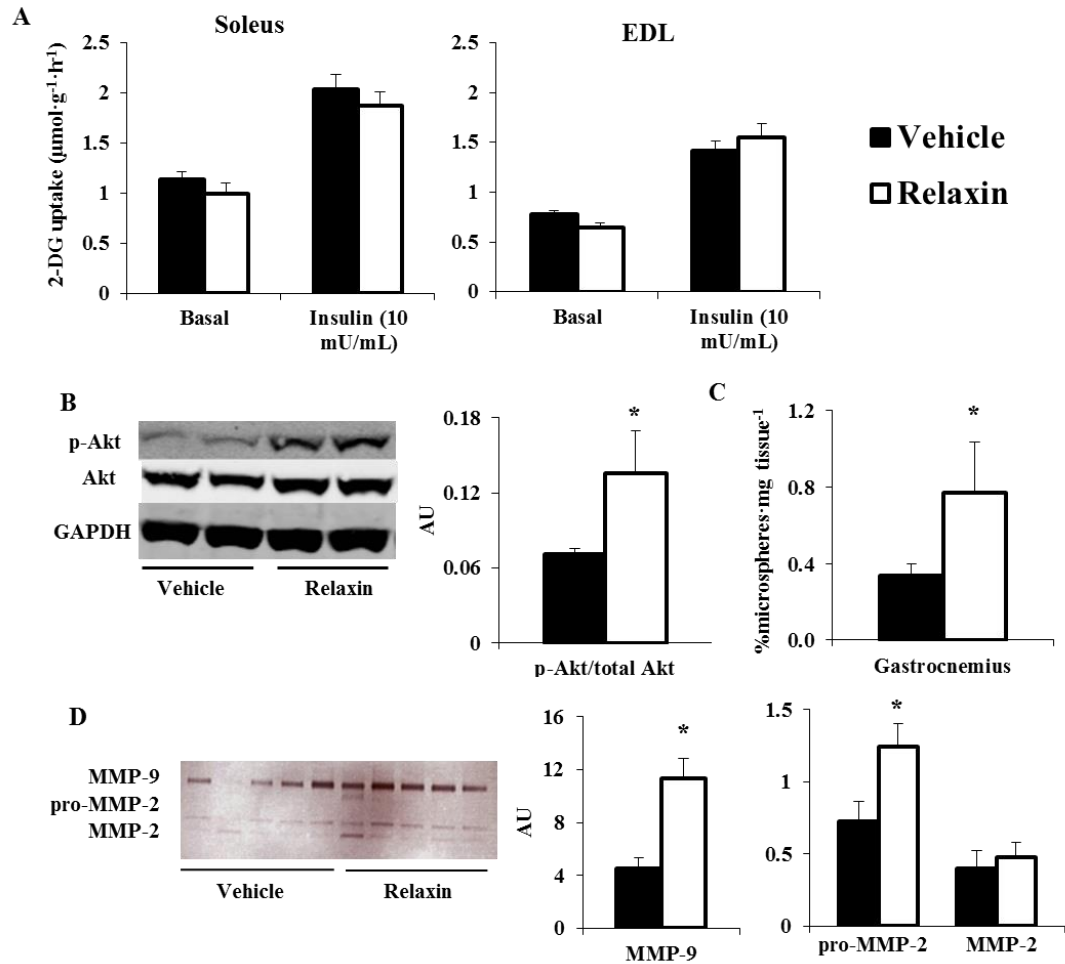 A
Soleus
2-DG uptake (µmol·g⁻¹·h⁻¹)
2.5
2
1.5
1
0.5
0
Basal
Insulin (10
mU/mL)
EDL
2.5
2
1.5
1
0.5
0
Basal
Insulin (10
mU/mL)
Vehicle
Relaxin
B
p-Akt
Akt
GAPDH
Vehicle
Relaxin
AU
0.18
0.12
0.06
0
*
p-Akt/total Akt
C
%microspheres·mg tissue⁻¹
1.2
0.8
0.4
0.0
*
Gastrocnemius
D
MMP-9
pro-MMP-2
MMP-2
Vehicle
Relaxin
AU
16
12
8
4
0
*
MMP-9
1.5
1
0.5
0
*
pro-MMP-2
MMP-2